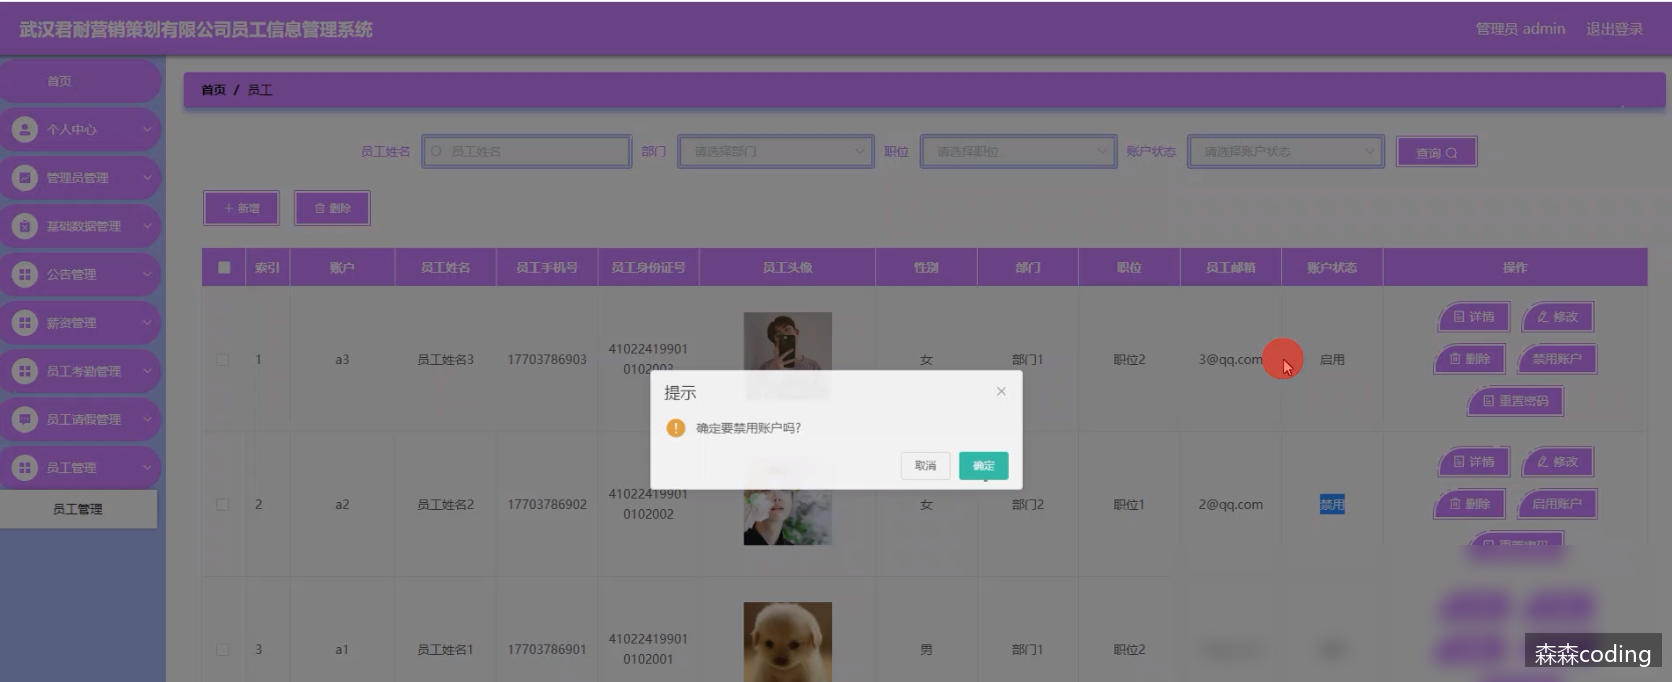 武汉君耐营销策划有限公司员工信息管理系统
管理员 admin 退出登录
首页
首页 / 员工
个人中心
管理员管理
基础数据管理
公告管理
薪资管理
员工考勤管理
员工请假管理
员工管理
员工管理
员工姓名 员工姓名 部门 请选择部门 职位 请选择职位 账户状态 请选择账户状态 查询
新增 删除
索引 账户 员工姓名 员工手机号 员工身份证号 员工头像 性别 部门 职位 员工邮箱 账户状态 操作
1 a3 员工姓名3 17703786903 41022419901 0102003 女 部门1 职位2 3@qq.com 启用
详情 修改
删除 禁用账户
重置密码
提示
确定要禁用账户吗?
取消 确定
2 a2 员工姓名2 17703786902 41022419901 0102002 女 部门2 职位1 2@qq.com 禁用
详情 修改
删除 启用账户
重置密码
3 a1 员工姓名1 17703786901 41022419901 0102001 男 部门1 职位2
森森coding